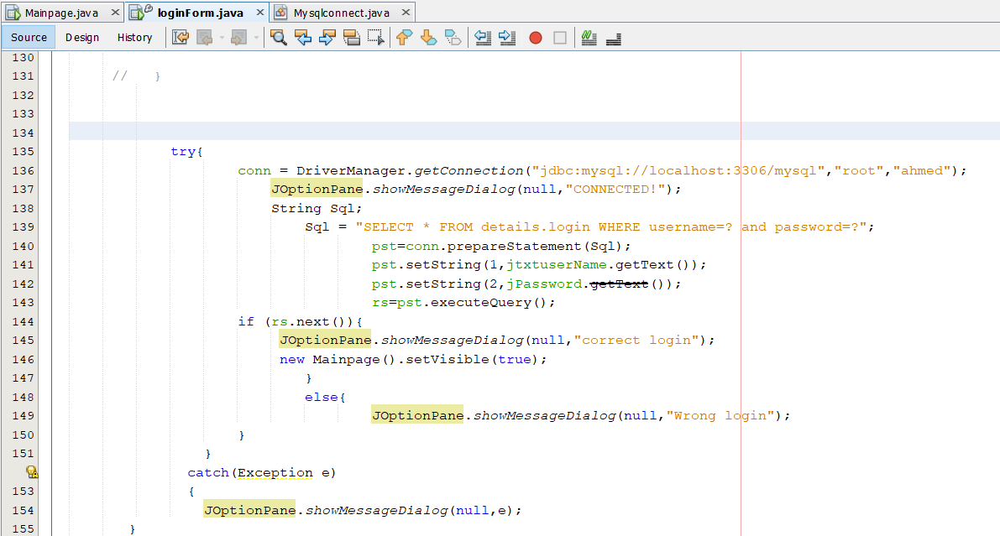 Mainpage.java × loginForm.java × Mysqlconnect.java ×
Source Design History
130
131 // }
132
133
134
135 try{
136 conn = DriverManager.getConnection("jdbc:mysql://localhost:3306/mysql","root","ahmed");
137 JOptionPane.showMessageDialog(null,"CONNECTED!");
138 String Sql;
139 Sql = "SELECT * FROM details.login WHERE username=? and password=?";
140 pst=conn.prepareStatement(Sql);
141 pst.setString(1,jtxtuserName.getText());
142 pst.setString(2,jPassword.getText());
143 rs=pst.executeQuery();
144 if (rs.next()){
145 JOptionPane.showMessageDialog(null,"correct login");
146 new Mainpage().setVisible(true);
147 }
148 else{
149 JOptionPane.showMessageDialog(null,"Wrong login");
150 }
151 }
catch(Exception e)
153 {
154 JOptionPane.showMessageDialog(null,e);
155 }